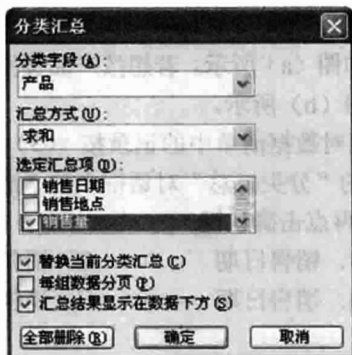 分类汇总
分类字段(A):
产品
汇总方式(U):
求和
选定汇总项(D):
销售日期
销售地点
销售量
替换当前分类汇总(C)
每组数据分页(P)
汇总结果显示在数据下方(S)
全部删除(R) 确定 取消